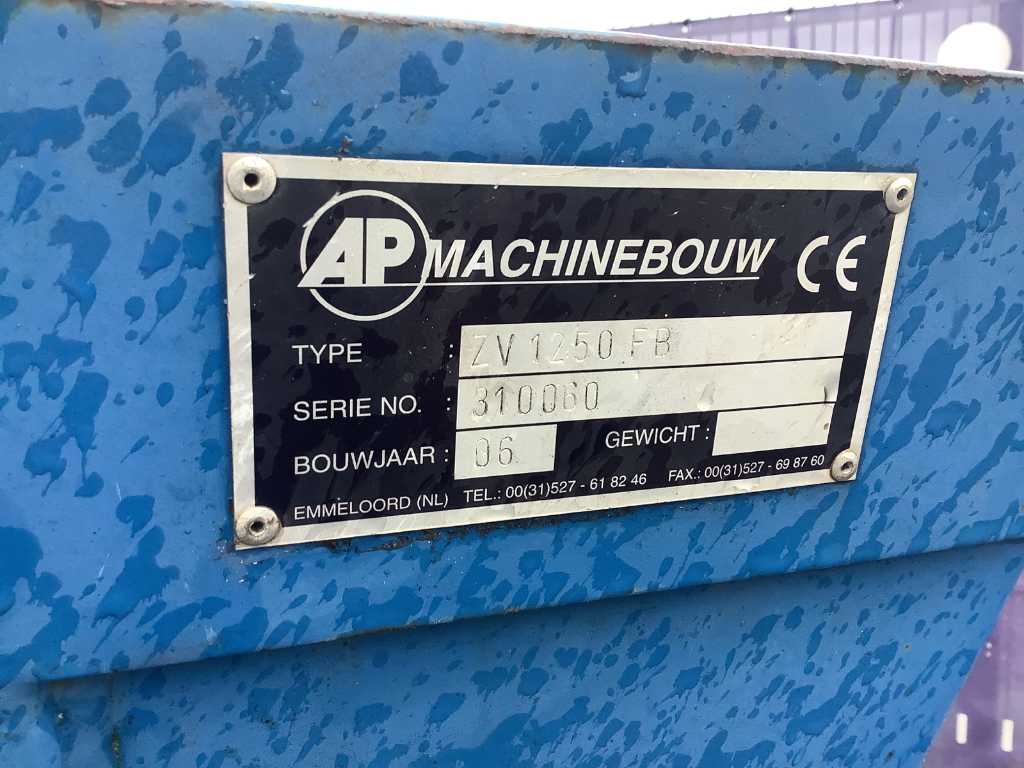 AP MACHINEBOUW CE
TYPE : ZV 1250 FB
SERIE NO. : 310060
BOUWJAAR : 06 GEWICHT :
EMMELOORD (NL) TEL.: 00(31)527 - 61 82 46 FAX.: 00(31)527 - 69 87 60